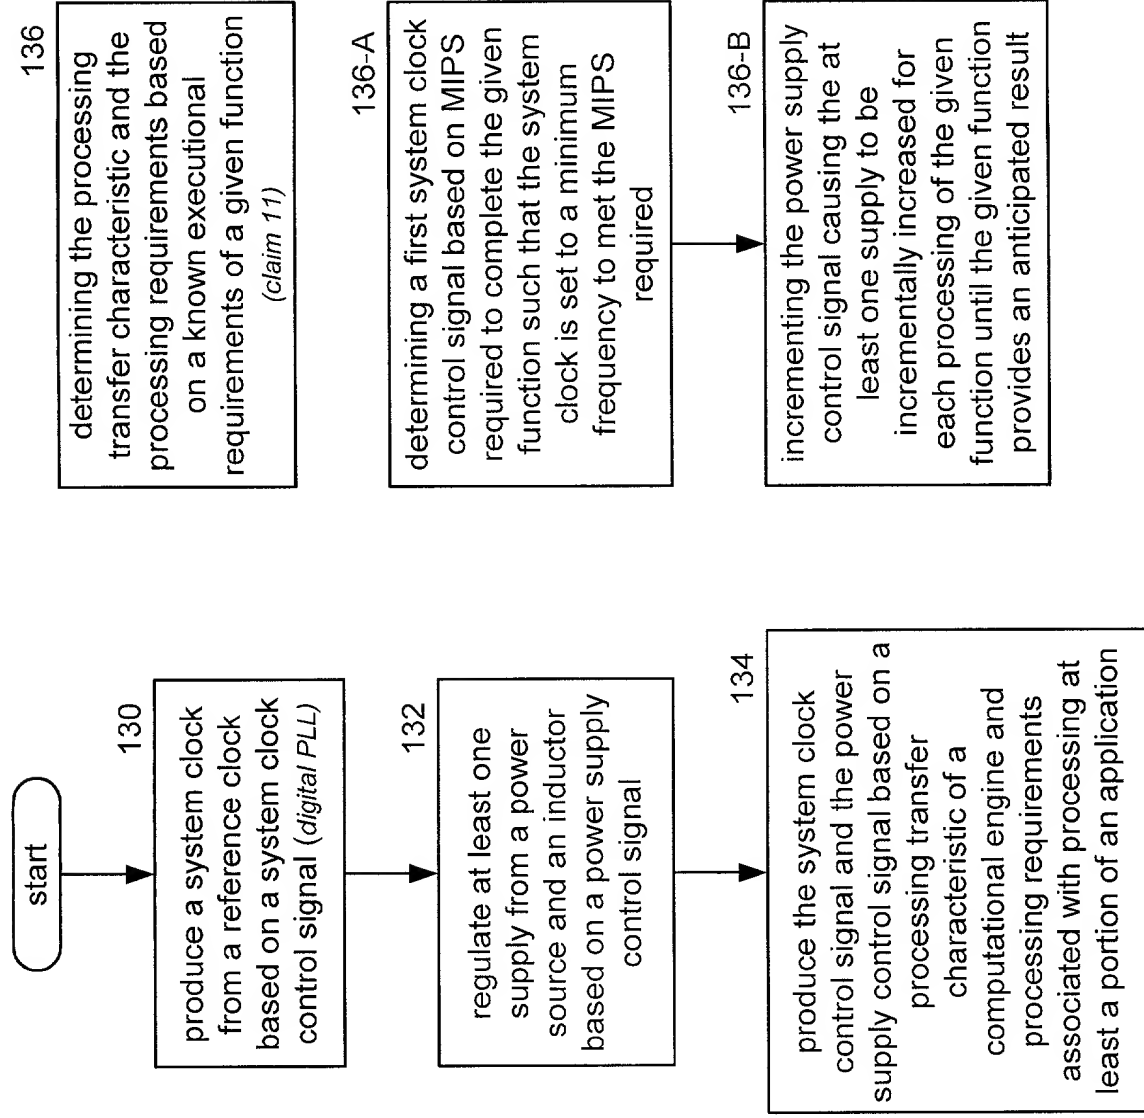 start
130
produce a system clock
from a reference clock
based on a system clock
control signal (digital PLL)
132
regulate at least one
supply from a power
source and an inductor
based on a power supply
control signal
134
produce the system clock
control signal and the power
supply control signal based on a
processing transfer
characteristic of a
computational engine and
processing requirements
associated with processing at
least a portion of an application
136
determining the processing
transfer characteristic and the
processing requirements based
on a known executional
requirements of a given function
(claim 11)
136-A
determining a first system clock
control signal based on MIPS
required to complete the given
function such that the system
clock is set to a minimum
frequency to met the MIPS
required
136-B
incrementing the power supply
control signal causing the at
least one supply to be
incrementally increased for
each processing of the given
function until the given function
provides an anticipated result